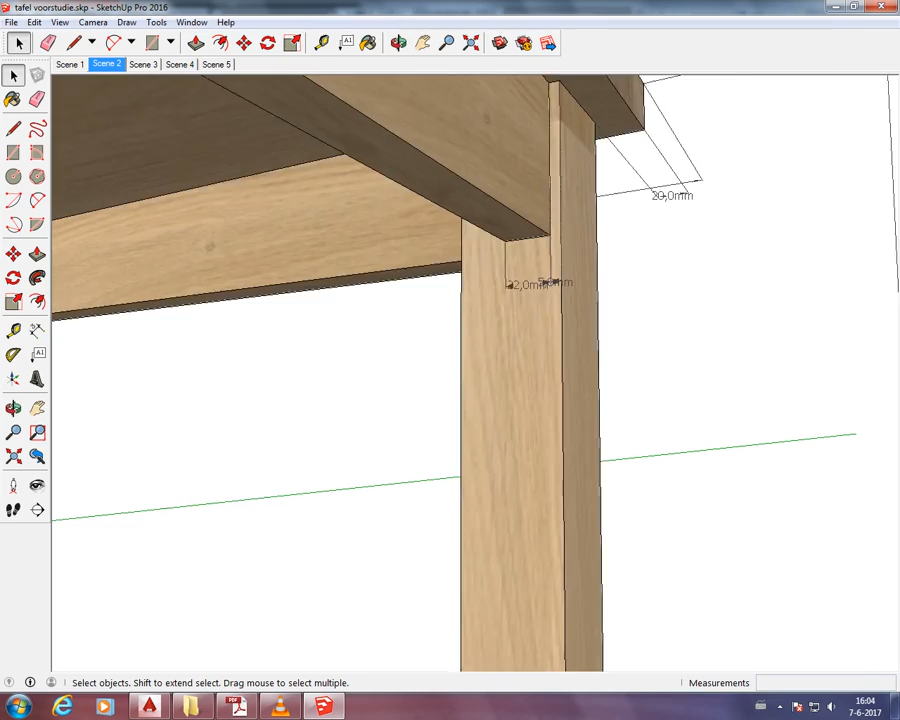 tafel voorstudie.skp - SketchUp Pro 2016
File Edit View Camera Draw Tools Window Help
Scene 1 Scene 2 Scene 3 Scene 4 Scene 5
20,0mm
Select objects. Shift to extend select. Drag mouse to select multiple.
Measurements
16:04
7-6-2017